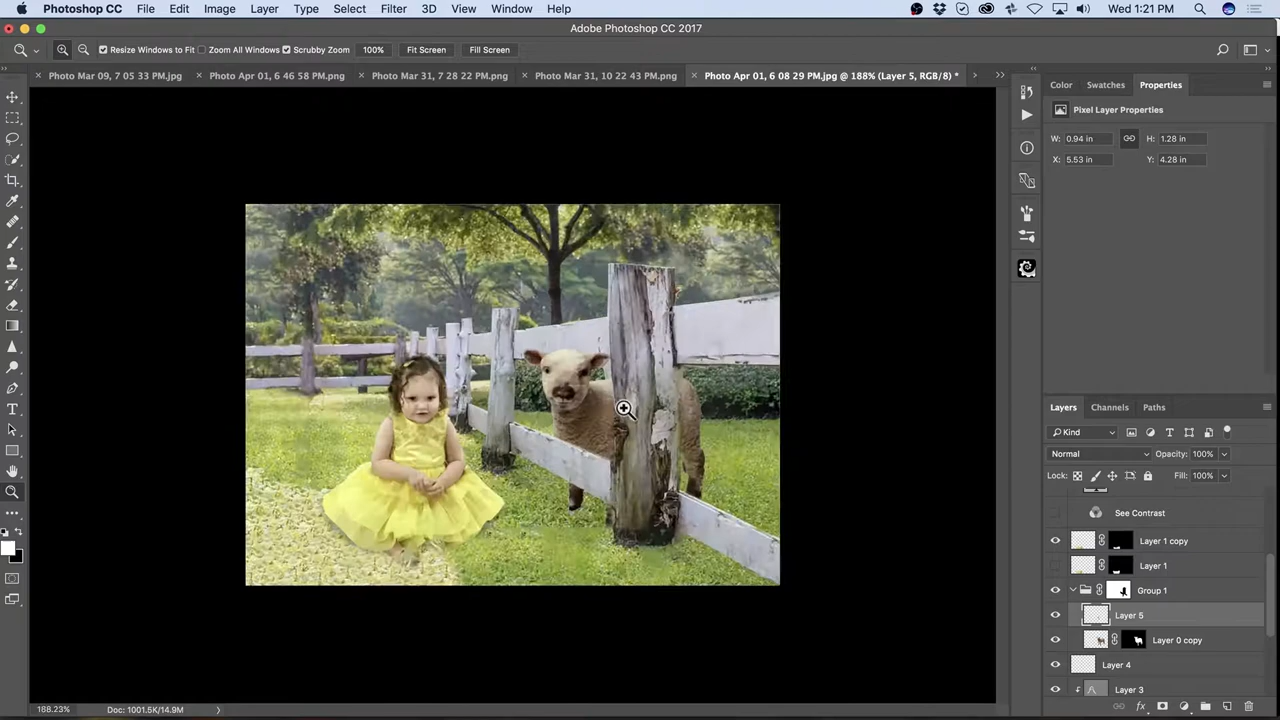 Photoshop CC File Edit Image Layer Type Select Filter 3D View Window Help Wed 1:21 PM
Adobe Photoshop CC 2017
Resize Windows to Fit Zoom All Windows Scrubby Zoom 100% Fit Screen Fill Screen
Photo Mar 09, 7 05 33 PM.jpg Photo Apr 01, 6 46 58 PM.png Photo Mar 31, 7 28 22 PM.png Photo Mar 31, 10 22 43 PM.png Photo Apr 01, 6 08 29 PM.jpg @ 188% (Layer 5, RGB/8) *
Color Swatches Properties
Pixel Layer Properties
W: 0.94 in H: 1.28 in
X: 5.53 in Y: 4.28 in
Layers Channels Paths
Kind
Normal Opacity: 100%
Lock: Fill: 100%
See Contrast
Layer 1 copy
Layer 1
Group 1
Layer 5
Layer 0 copy
Layer 4
Layer 3
188.23% Doc: 1001.5K/14.9M